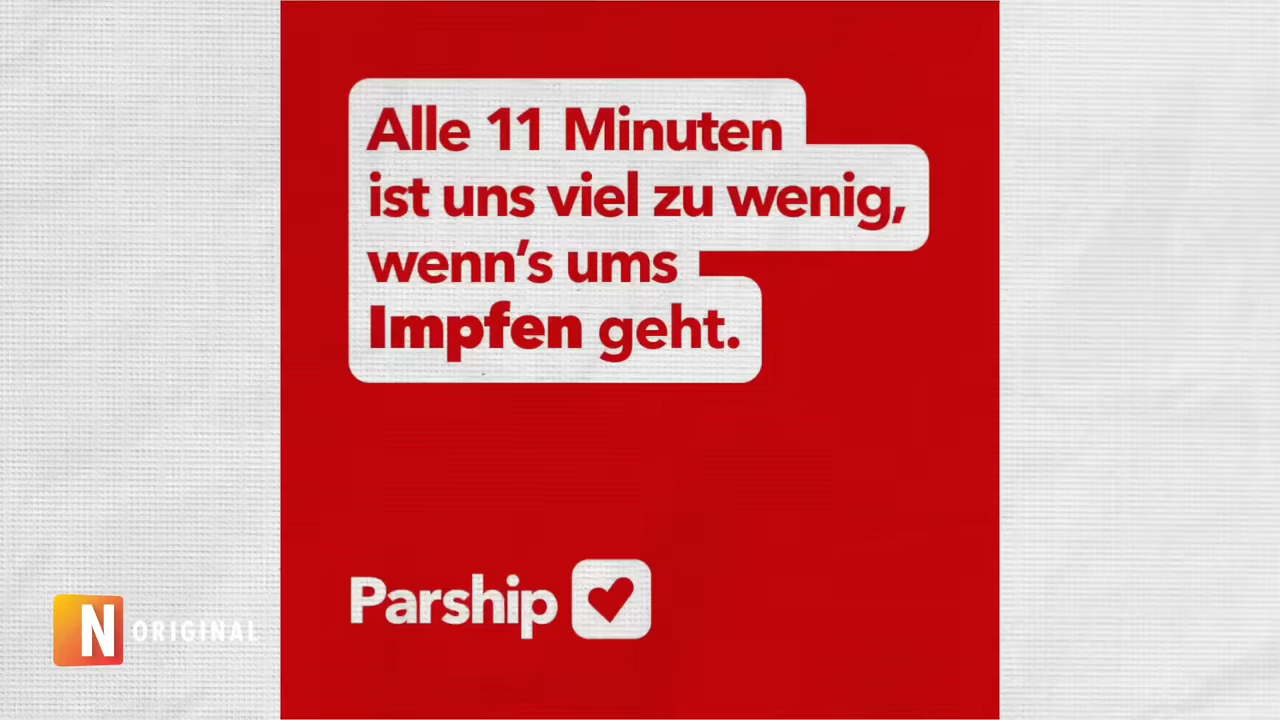 Alle 11 Minuten
ist uns viel zu wenig,
wenn’s ums
Impfen geht.
Parship
N ORIGINAL